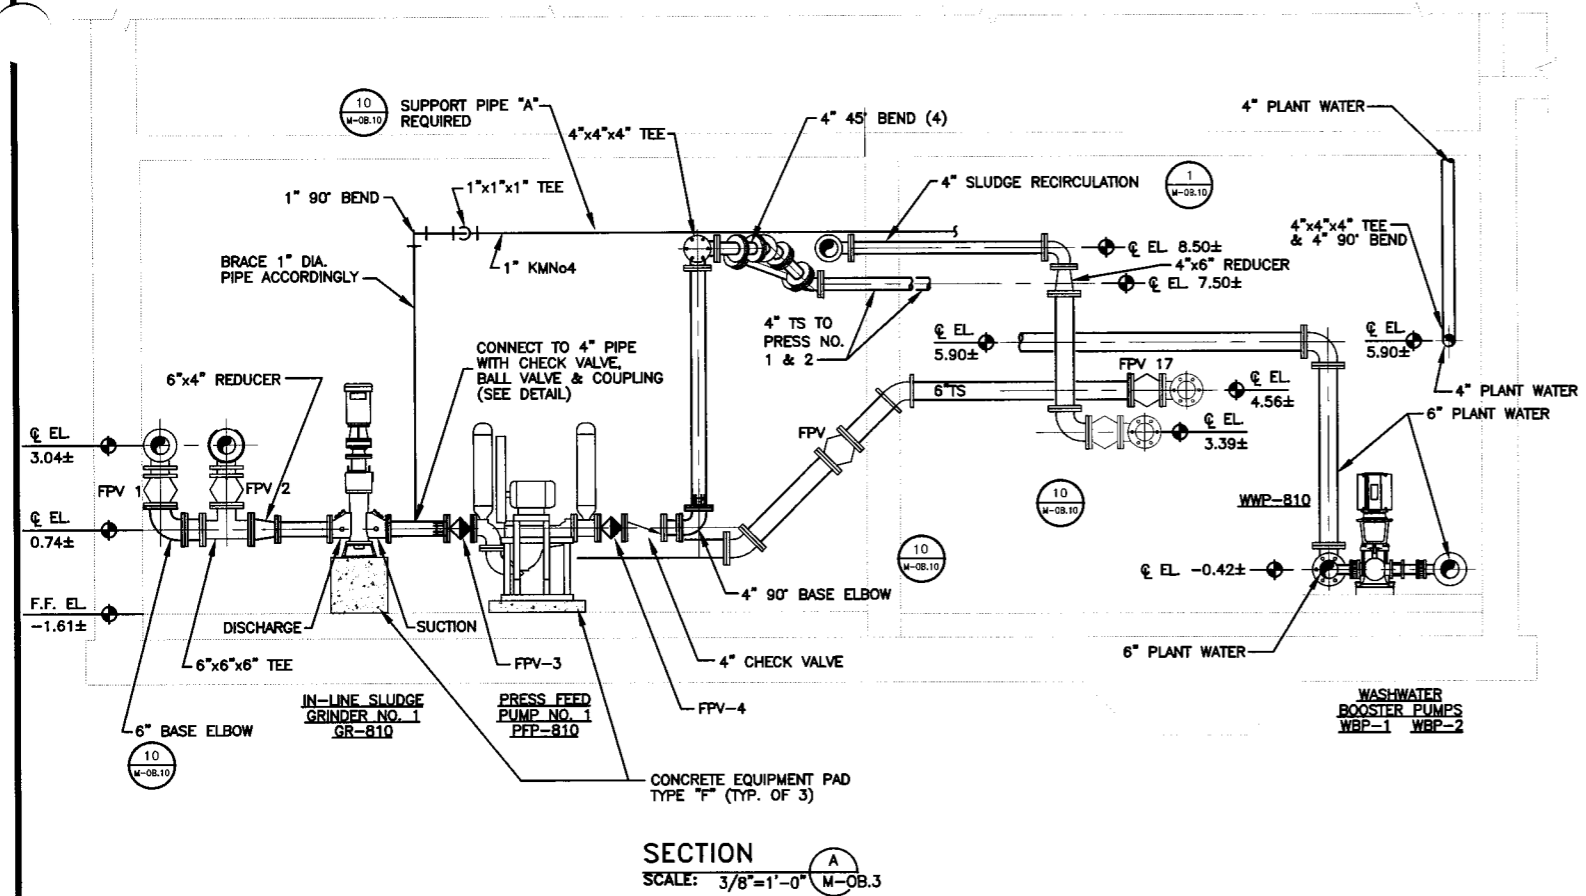 10
M-OB.10
SUPPORT PIPE "A"
REQUIRED
4"x4"x4" TEE
4" 45° BEND (4)
4" PLANT WATER
1" 90° BEND
1"x1"x1" TEE
4" SLUDGE RECIRCULATION
1
M-OB.10
4"x4"x4" TEE
& 4" 90° BEND
BRACE 1" DIA.
PIPE ACCORDINGLY
1" KMNo4
℄ EL. 8.50±
4"x6" REDUCER
℄ EL. 7.50±
4" TS TO
PRESS NO.
1 & 2
℄ EL.
5.90±
℄ EL.
5.90±
CONNECT TO 4" PIPE
WITH CHECK VALVE,
BALL VALVE & COUPLING
(SEE DETAIL)
6"x4" REDUCER
FPV 17
6"TS
℄ EL.
4.56±
4" PLANT WATER
6" PLANT WATER
℄ EL.
3.04±
FPV
℄ EL.
3.39±
FPV 1
FPV 2
10
M-OB.10
WWP-810
℄ EL.
0.74±
10
M-OB.10
℄ EL. -0.42±
F.F. EL.
-1.61±
4" 90° BASE ELBOW
DISCHARGE
SUCTION
6"x6"x6" TEE
FPV-3
4" CHECK VALVE
6" PLANT WATER
IN-LINE SLUDGE
GRINDER NO. 1
GR-810
PRESS FEED
PUMP NO. 1
PFP-810
FPV-4
WASHWATER
BOOSTER PUMPS
WBP-1 WBP-2
6" BASE ELBOW
10
M-OB.10
CONCRETE EQUIPMENT PAD
TYPE "F" (TYP. OF 3)
SECTION A
SCALE: 3/8"=1'-0" M-OB.3